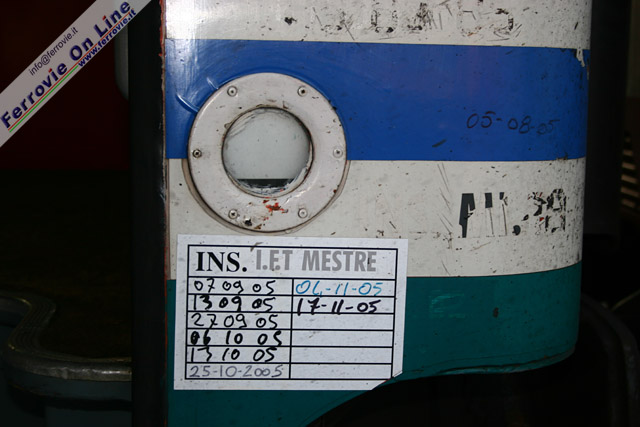 info@ferrovie.it
Ferrovie On Line
www.ferrovie.it
05-08-05
INS. I.E.T MESTRE
07 09 05 04-11-05
13 09 05 17-11-05
27 09 05
06 10 05
13 10 05
25-10-2005